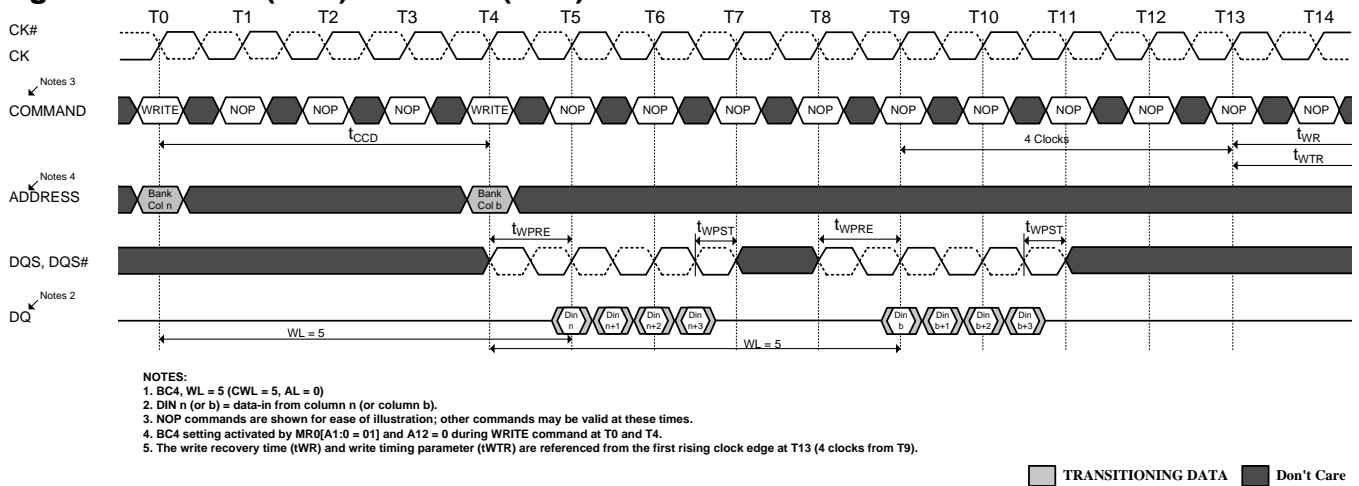 T0 T1 T2 T3 T4 T5 T6 T7 T8 T9 T10 T11 T12 T13 T14
CK#
CK
Notes 3
COMMAND
WRITE NOP NOP NOP WRITE NOP NOP NOP NOP NOP NOP NOP NOP NOP NOP
tCCD
4 Clocks
tWR
tWTR
Notes 4
ADDRESS
Bank
Col n
Bank
Col b
tWPRE tWPST tWPRE tWPST
DQS, DQS#
Notes 2
DQ
Din
n
Din
n+1
Din
n+2
Din
n+3
Din
b
Din
b+1
Din
b+2
Din
b+3
WL = 5
WL = 5
NOTES:
1. BC4, WL = 5 (CWL = 5, AL = 0)
2. DIN n (or b) = data-in from column n (or column b).
3. NOP commands are shown for ease of illustration; other commands may be valid at these times.
4. BC4 setting activated by MR0[A1:0 = 01] and A12 = 0 during WRITE command at T0 and T4.
5. The write recovery time (tWR) and write timing parameter (tWTR) are referenced from the first rising clock edge at T13 (4 clocks from T9).
TRANSITIONING DATA Don't Care